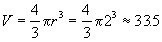 V = 4/3 πr³ = 4/3 π2³ ≈ 33.5